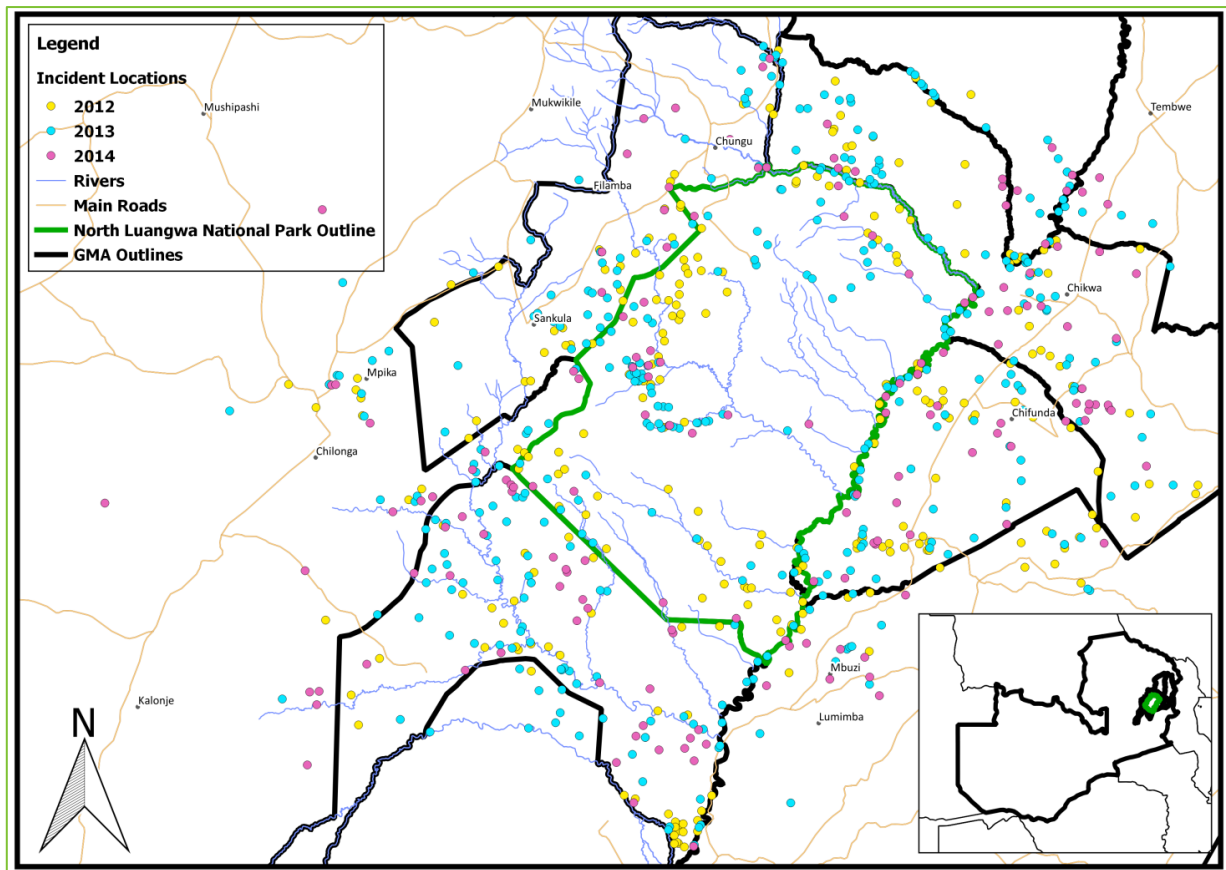 Legend
Incident Locations
2012
2013
2014
Rivers
Main Roads
North Luangwa National Park Outline
GMA Outlines
Mushipashi
Mukwikile
Tembwe
Chungu
Filamba
Chikwa
Sankula
Mpika
Chifunda
Chilonga
Mbuzi
Kalonje
Lumimba
N